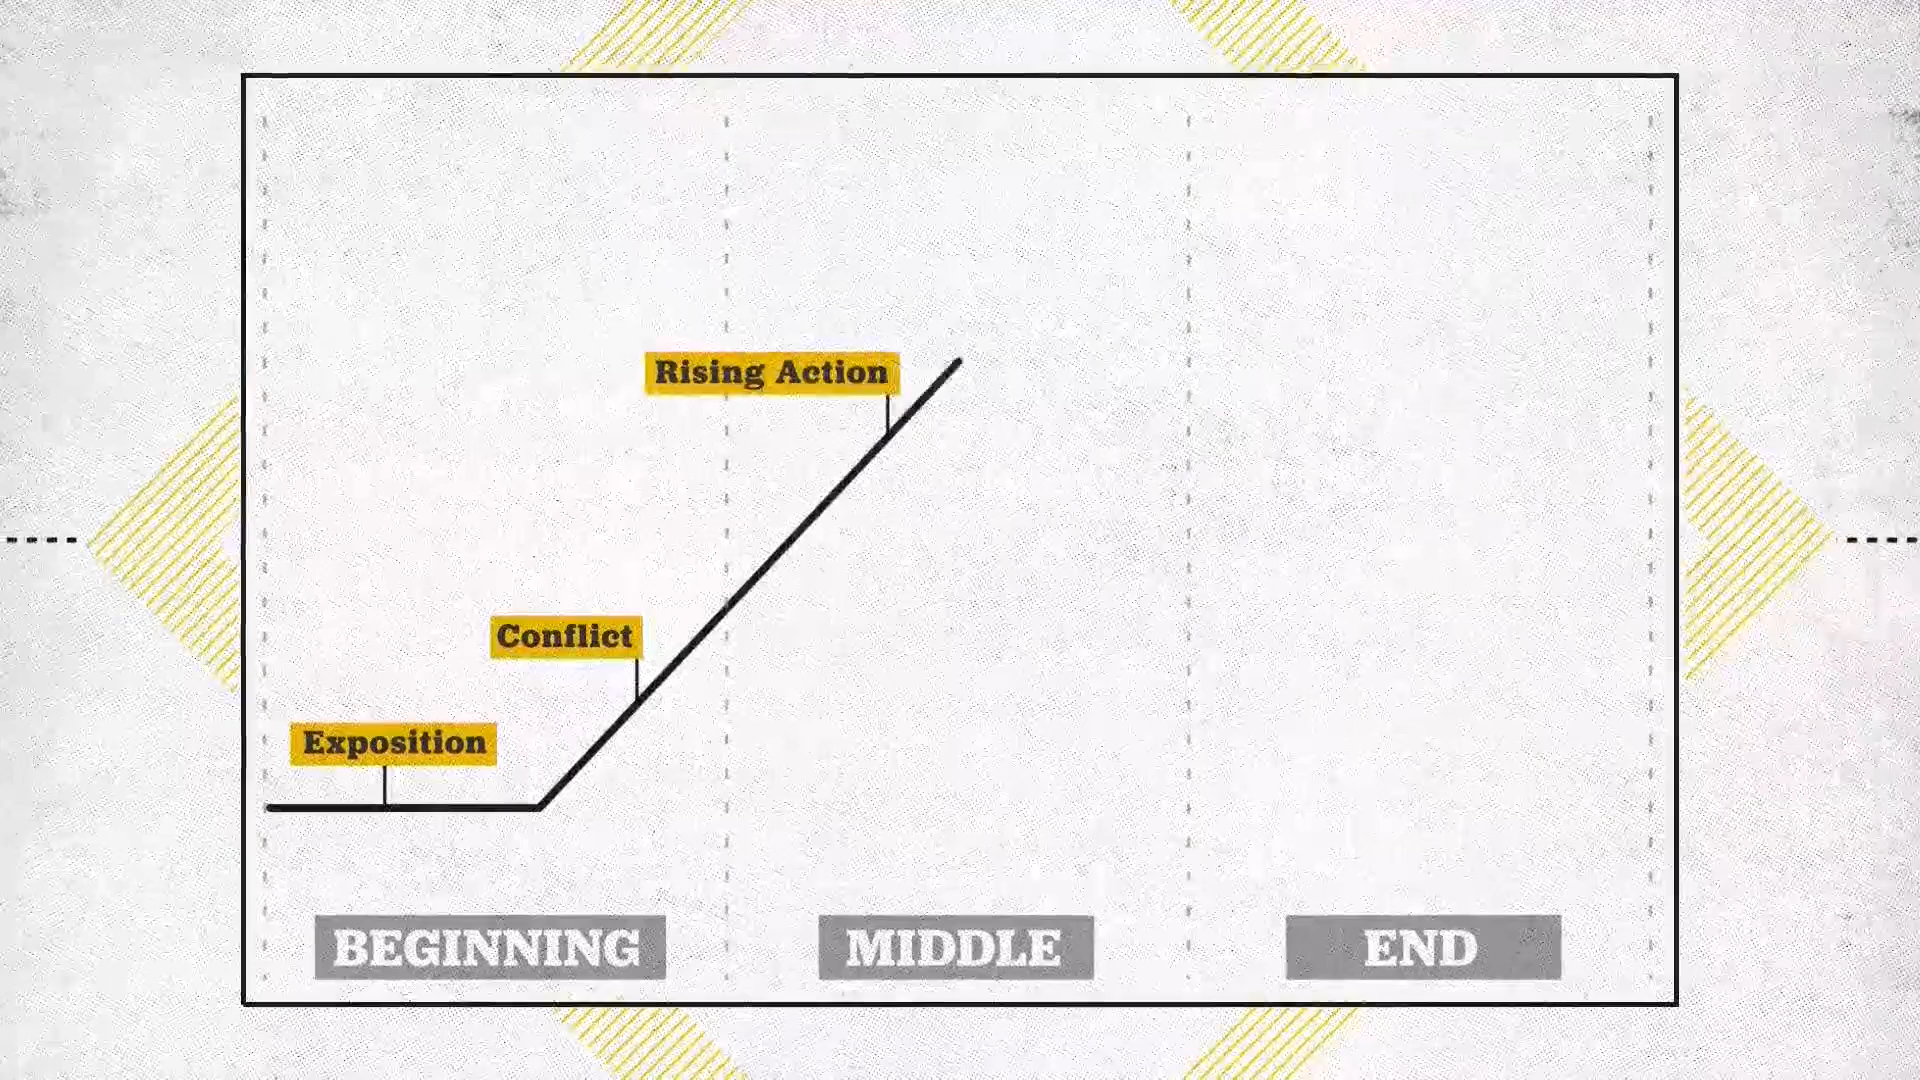 Rising Action
Conflict
Exposition
BEGINNING
MIDDLE
END